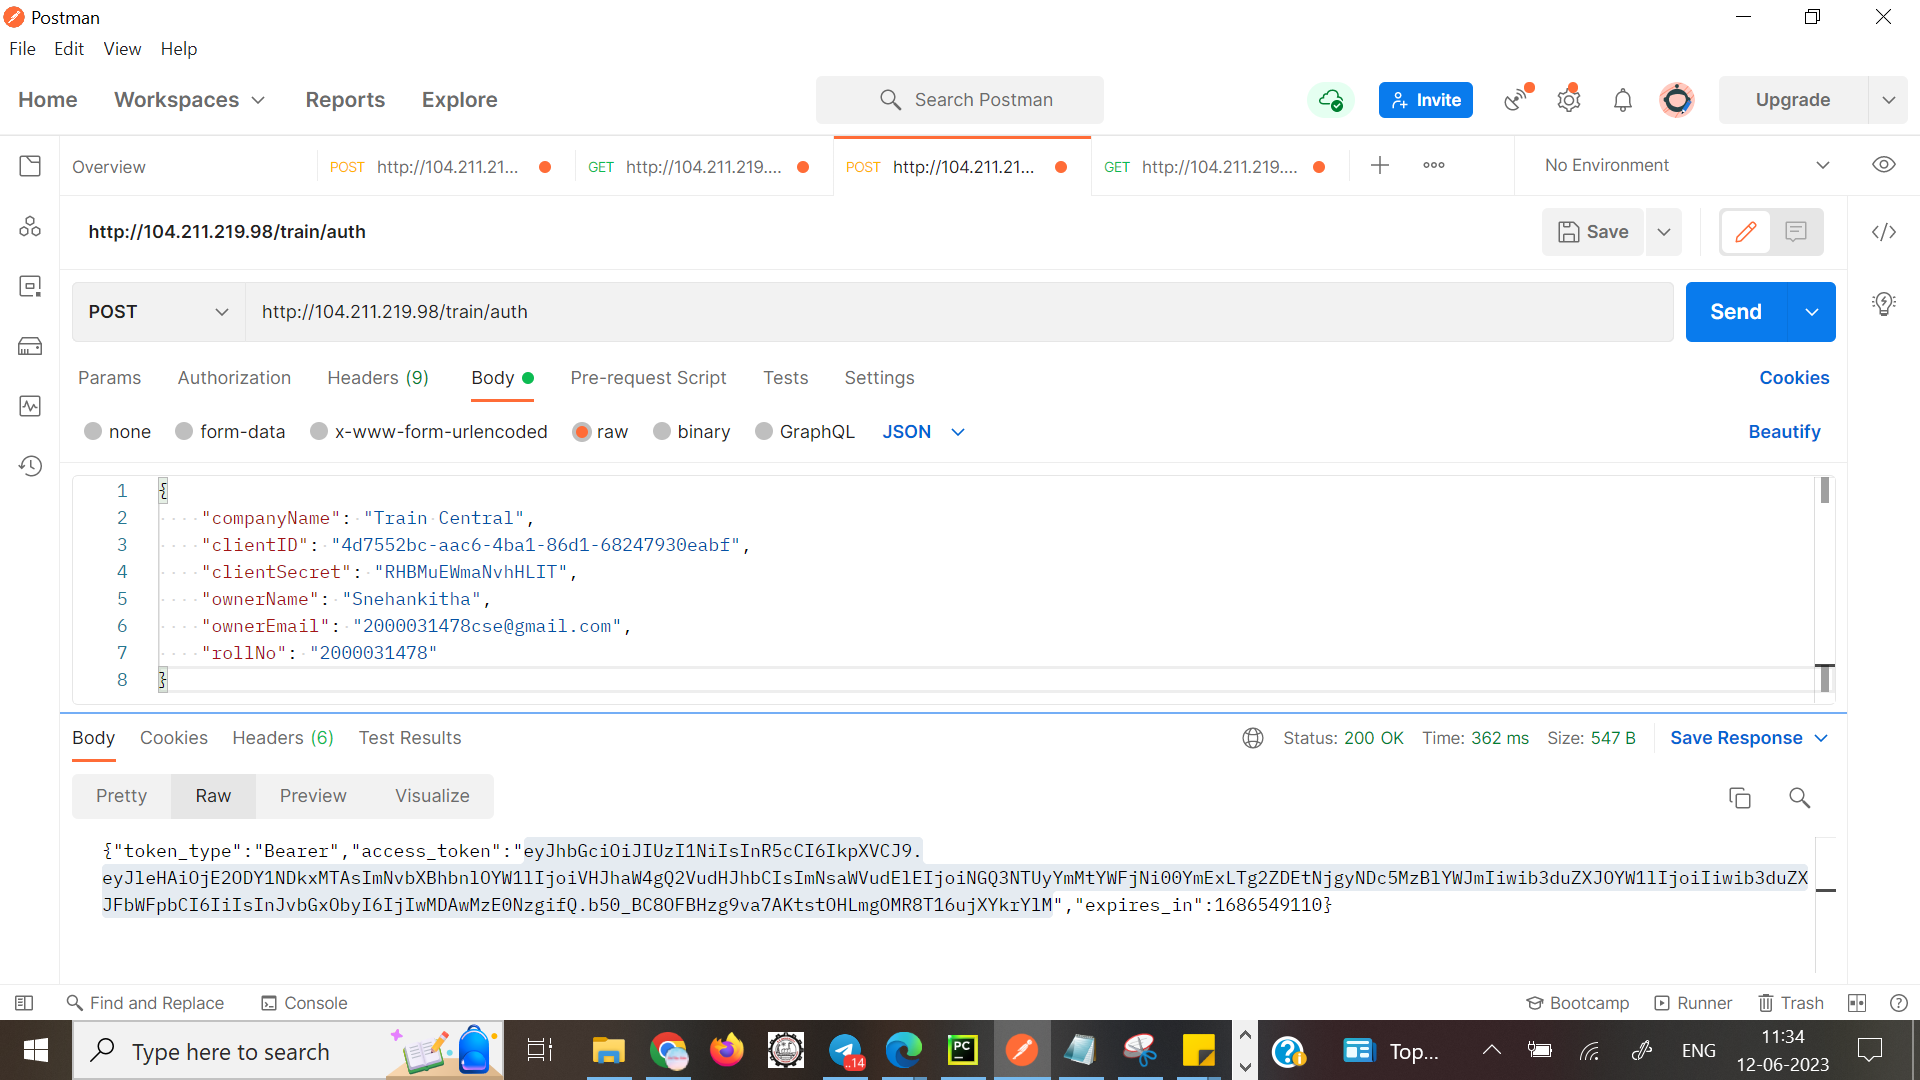 Postman
File Edit View Help
Home Workspaces Reports Explore Search Postman Invite Upgrade
Overview POST http://104.211.21... GET http://104.211.219.... POST http://104.211.21... GET http://104.211.219.... No Environment
http://104.211.219.98/train/auth Save
POST http://104.211.219.98/train/auth Send
Params Authorization Headers (9) Body Pre-request Script Tests Settings Cookies
none form-data x-www-form-urlencoded raw binary GraphQL JSON Beautify
1 {
2 "companyName": "Train Central",
3 "clientID": "4d7552bc-aac6-4ba1-86d1-68247930eabf",
4 "clientSecret": "RHBMuEWmaNvhHLIT",
5 "ownerName": "Snehankitha",
6 "ownerEmail": "2000031478cse@gmail.com",
7 "rollNo": "2000031478"
8 }
Body Cookies Headers (6) Test Results Status: 200 OK Time: 362 ms Size: 547 B Save Response
Pretty Raw Preview Visualize
{"token_type":"Bearer","access_token":"eyJhbGciOiJIUzI1NiIsInR5cCI6IkpXVCJ9.
eyJleHAiOjE2ODY1NDkxMTAsImNvbXBhbnlOYW1lIjoiVHJhaW4gQ2VudHJhbCIsImNsaWVudElEIjoiNGQ3NTUyYmMtYWFjNi00YmExLTg2ZDEtNjgyNDc5MzBlYWJmIiwib3duZXJOYW1lIjoiIiwib3duZX
JFbWFpbCI6IiIsInJvbGxObyI6IjIwMDAwMzE0NzgifQ.b50_BC8OFBHzg9va7AKtstOHLmgOMR8T16ujXYkrYlM","expires_in":1686549110}
Find and Replace Console Bootcamp Runner Trash
Type here to search PC 14 Top... ENG 11:34
12-06-2023